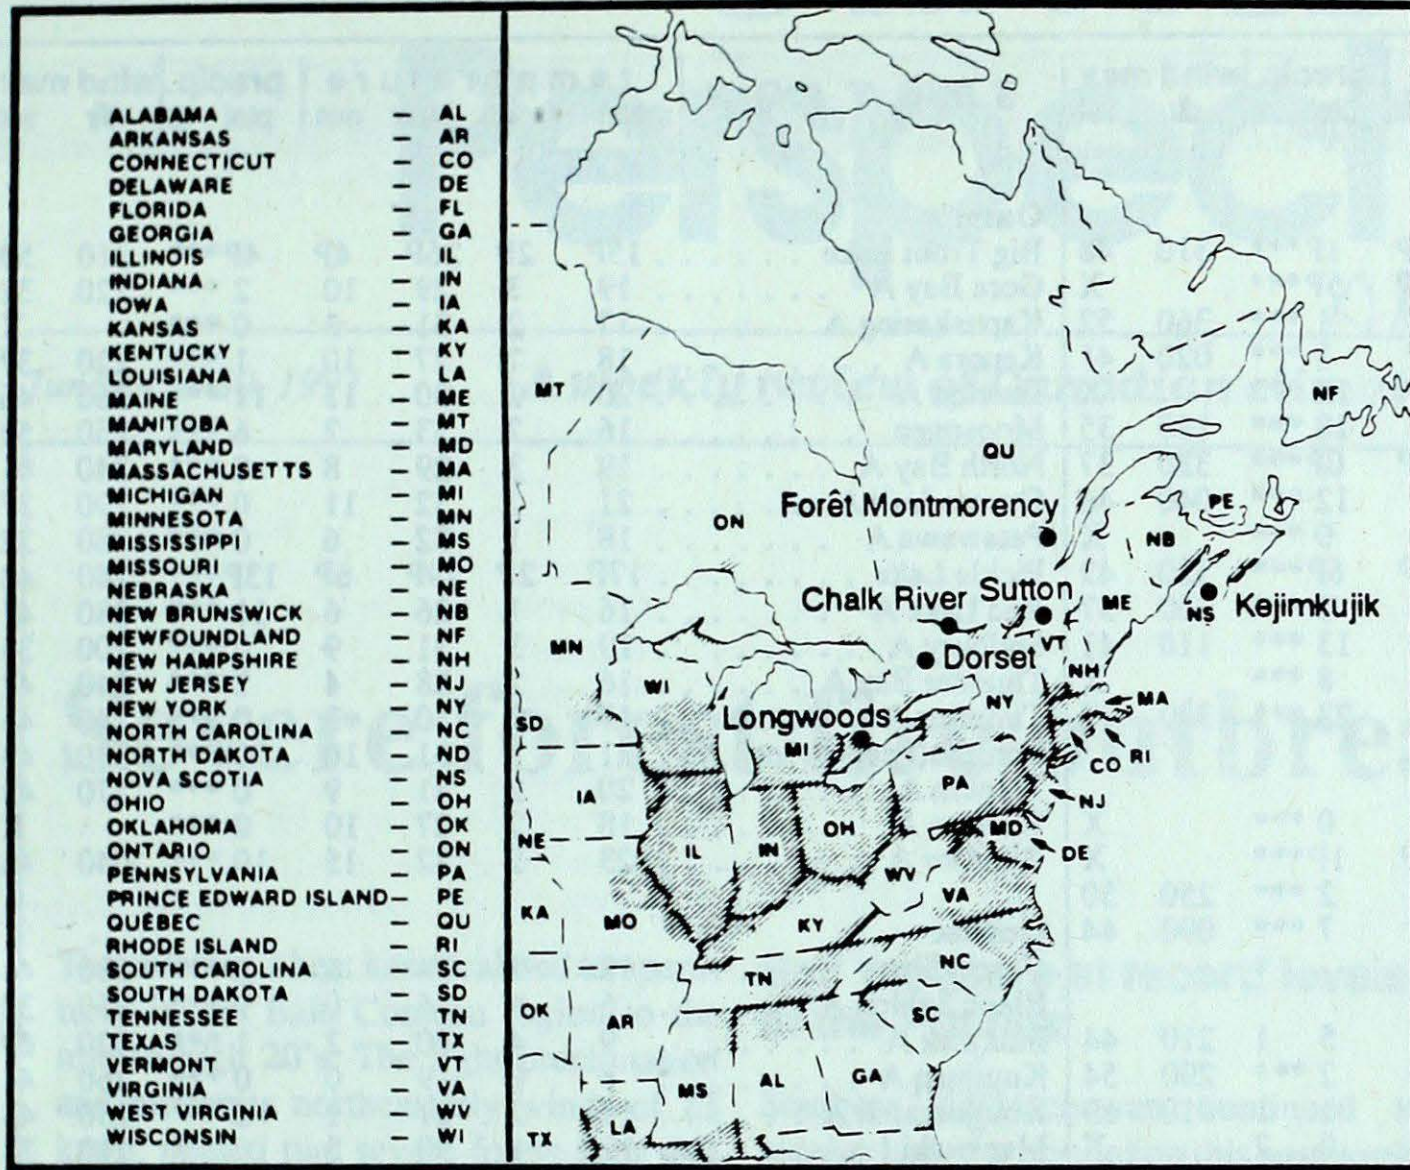 ALABAMA – AL
ARKANSAS – AR
CONNECTICUT – CO
DELAWARE – DE
FLORIDA – FL
GEORGIA – GA
ILLINOIS – IL
INDIANA – IN
IOWA – IA
KANSAS – KA
KENTUCKY – KY
LOUISIANA – LA
MAINE – ME
MANITOBA – MT
MARYLAND – MD
MASSACHUSETTS – MA
MICHIGAN – MI
MINNESOTA – MN
MISSISSIPPI – MS
MISSOURI – MO
NEBRASKA – NE
NEW BRUNSWICK – NB
NEWFOUNDLAND – NF
NEW HAMPSHIRE – NH
NEW JERSEY – NJ
NEW YORK – NY
NORTH CAROLINA – NC
NORTH DAKOTA – ND
NOVA SCOTIA – NS
OHIO – OH
OKLAHOMA – OK
ONTARIO – ON
PENNSYLVANIA – PA
PRINCE EDWARD ISLAND – PE
QUÉBEC – QU
RHODE ISLAND – RI
SOUTH CAROLINA – SC
SOUTH DAKOTA – SD
TENNESSEE – TN
TEXAS – TX
VERMONT – VT
VIRGINIA – VA
WEST VIRGINIA – WV
WISCONSIN – WI
MT
NF
QU
Forêt Montmorency
PE
ON
NB
Chalk River
Sutton
ME
NS
Kejimkujik
MN
VT
Dorset
NH
WI
NY
MA
SD
Longwoods
MI
CO
RI
IA
PA
NJ
NE
IL
IN
OH
MD
DE
WV
VA
KA
MO
KY
NC
TN
OK
AR
SC
MS
AL
GA
LA
TX